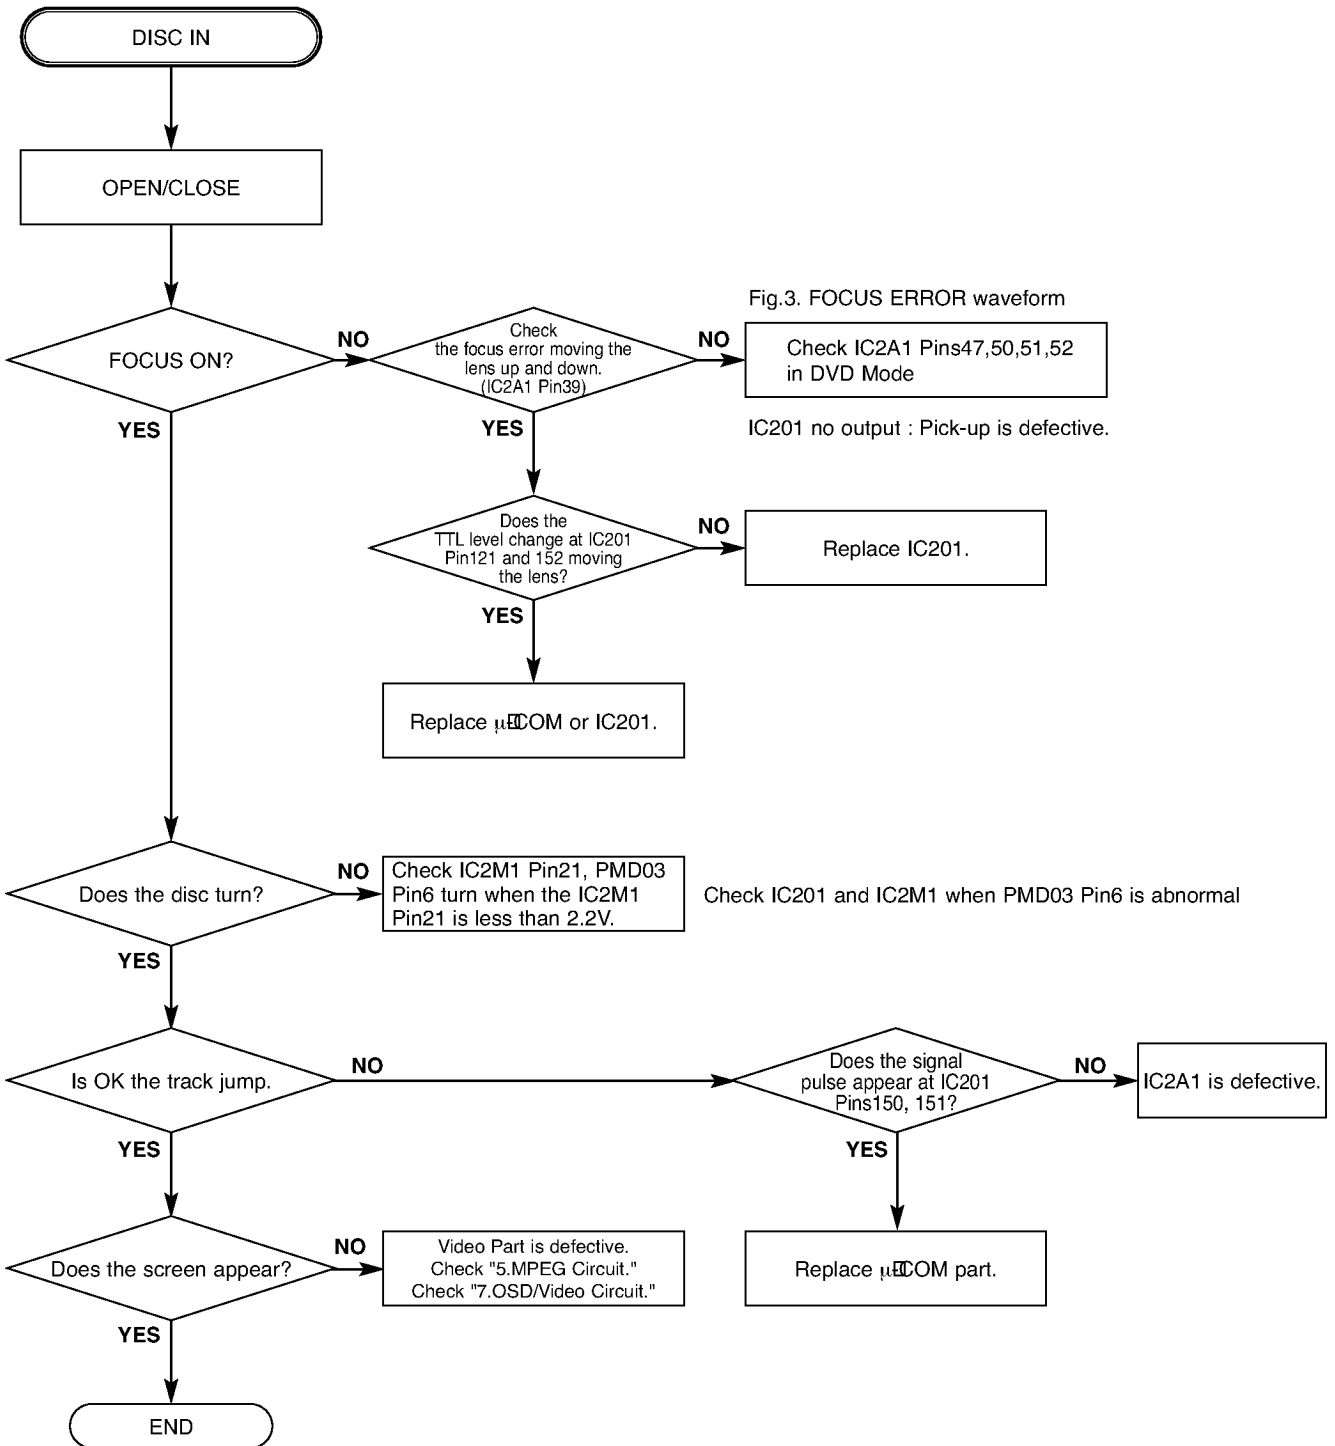 DISC IN
OPEN/CLOSE
FOCUS ON?
NO
YES
Check
the focus error moving the
lens up and down.
(IC2A1 Pin39)
NO
YES
Fig.3. FOCUS ERROR waveform
Check IC2A1 Pins47,50,51,52
in DVD Mode
IC201 no output : Pick-up is defective.
Does the
TTL level change at IC201
Pin121 and 152 moving
the lens?
NO
YES
Replace IC201.
Replace μ-COM or IC201.
Does the disc turn?
NO
YES
Check IC2M1 Pin21, PMD03
Pin6 turn when the IC2M1
Pin21 is less than 2.2V.
Check IC201 and IC2M1 when PMD03 Pin6 is abnormal
Is OK the track jump.
NO
YES
Does the signal
pulse appear at IC201
Pins150, 151?
NO
YES
IC2A1 is defective.
Replace μ-COM part.
Does the screen appear?
NO
YES
Video Part is defective.
Check "5.MPEG Circuit."
Check "7.OSD/Video Circuit."
END